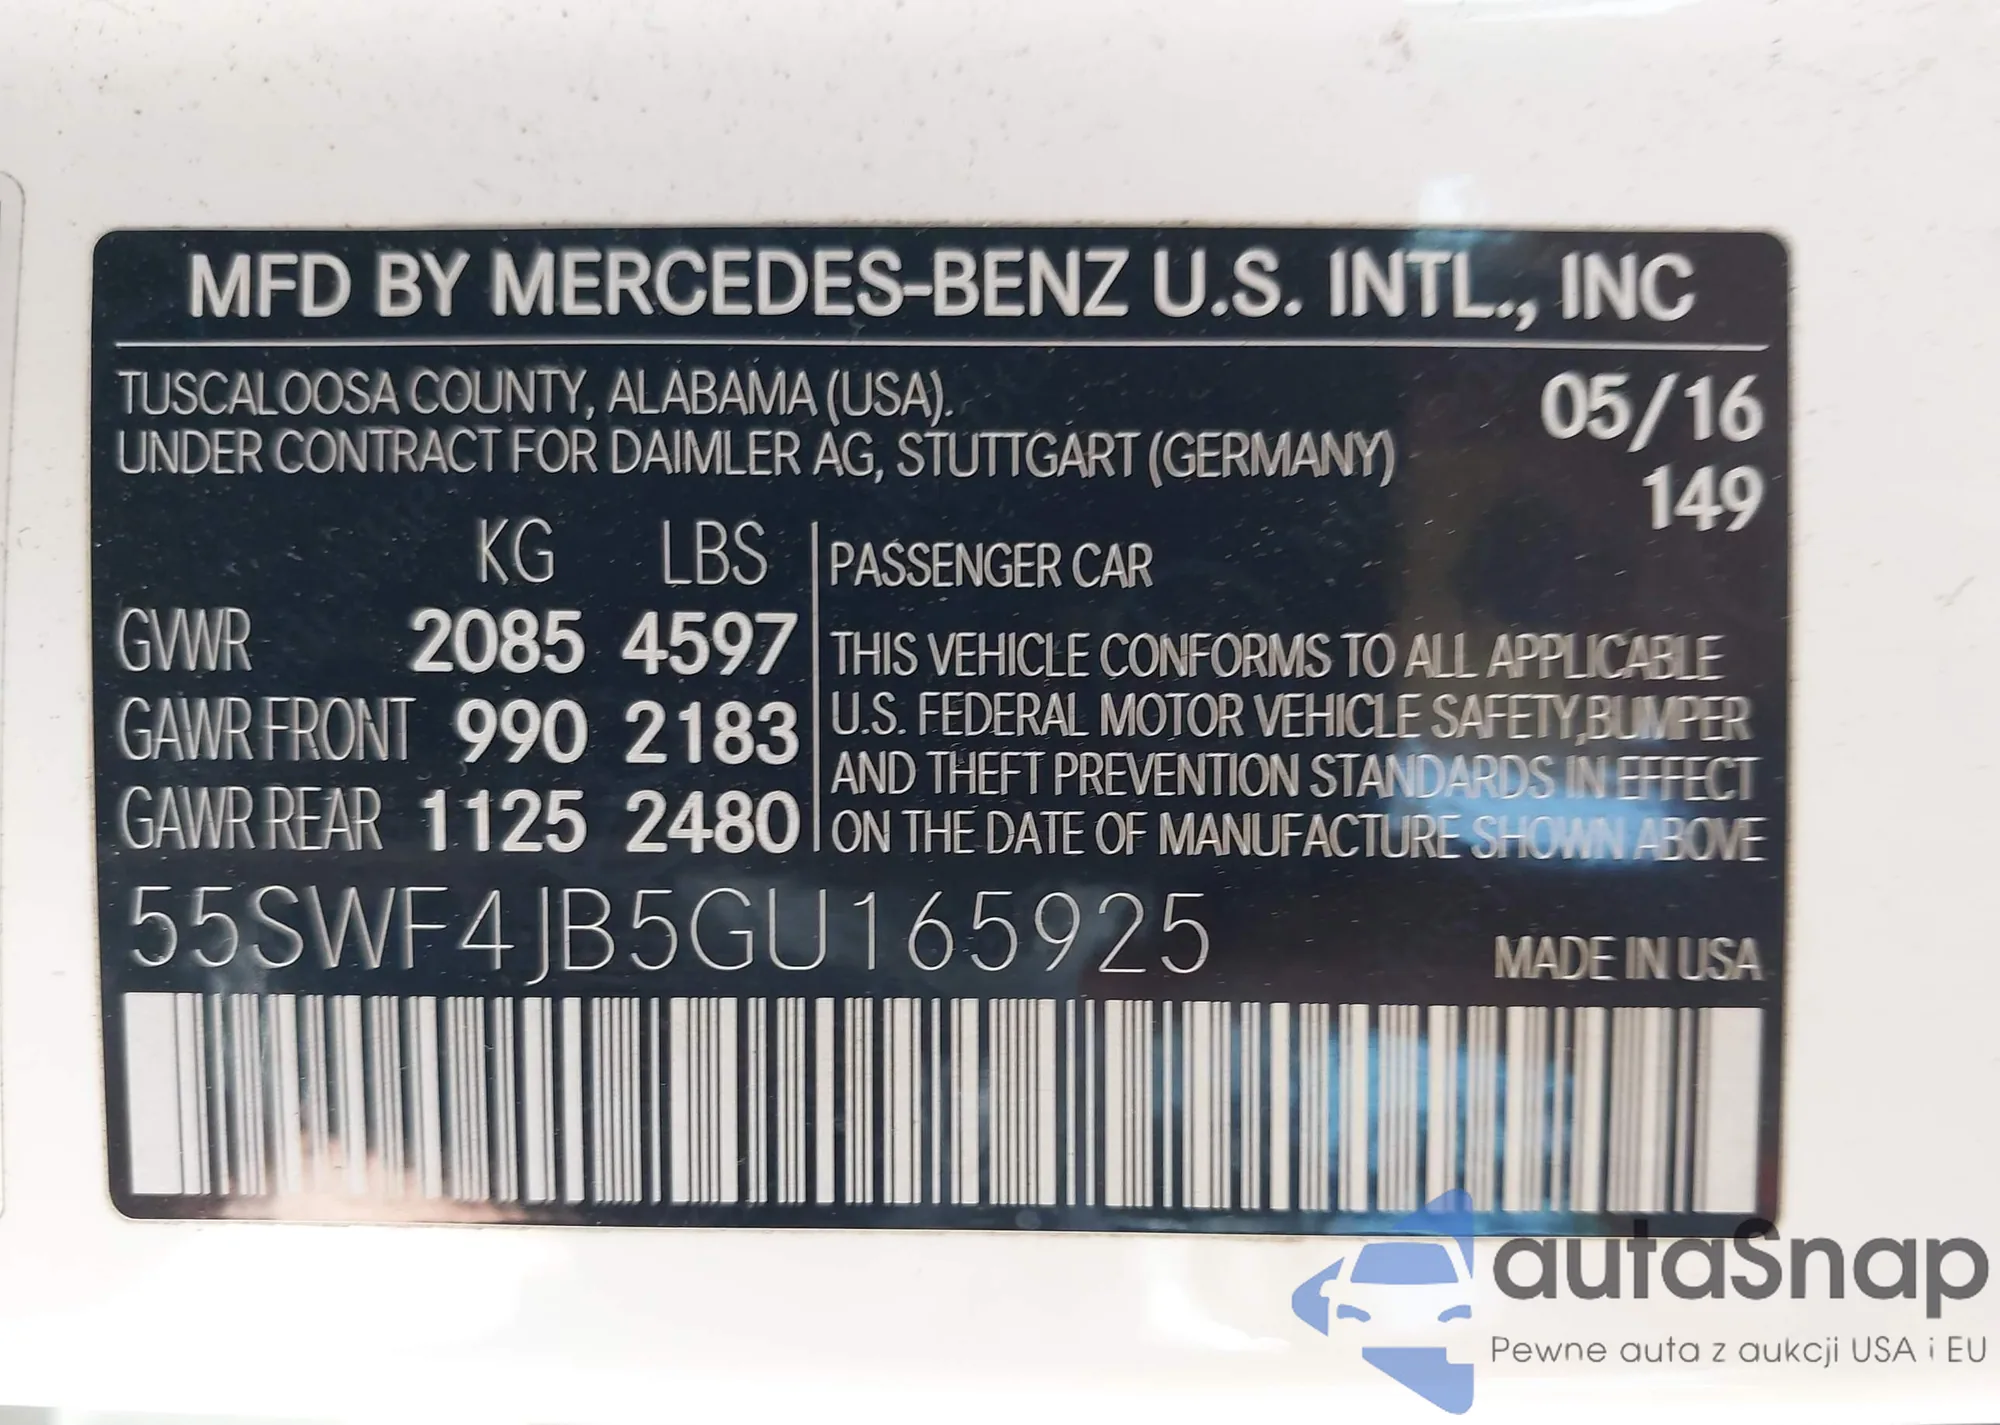 MFD BY MERCEDES-BENZ U.S. INTL., INC
TUSCALOOSA COUNTY, ALABAMA (USA).
UNDER CONTRACT FOR DAIMLER AG, STUTTGART (GERMANY)
05/16
149
KG LBS
GVWR 2085 4597
GAWR FRONT 990 2183
GAWR REAR 1125 2480
PASSENGER CAR
THIS VEHICLE CONFORMS TO ALL APPLICABLE
U.S. FEDERAL MOTOR VEHICLE SAFETY,BUMPER
AND THEFT PREVENTION STANDARDS IN EFFECT
ON THE DATE OF MANUFACTURE SHOWN ABOVE
55SWF4JB5GU165925
MADE IN USA
autaSnap
Pewne auta z aukcji USA i EU